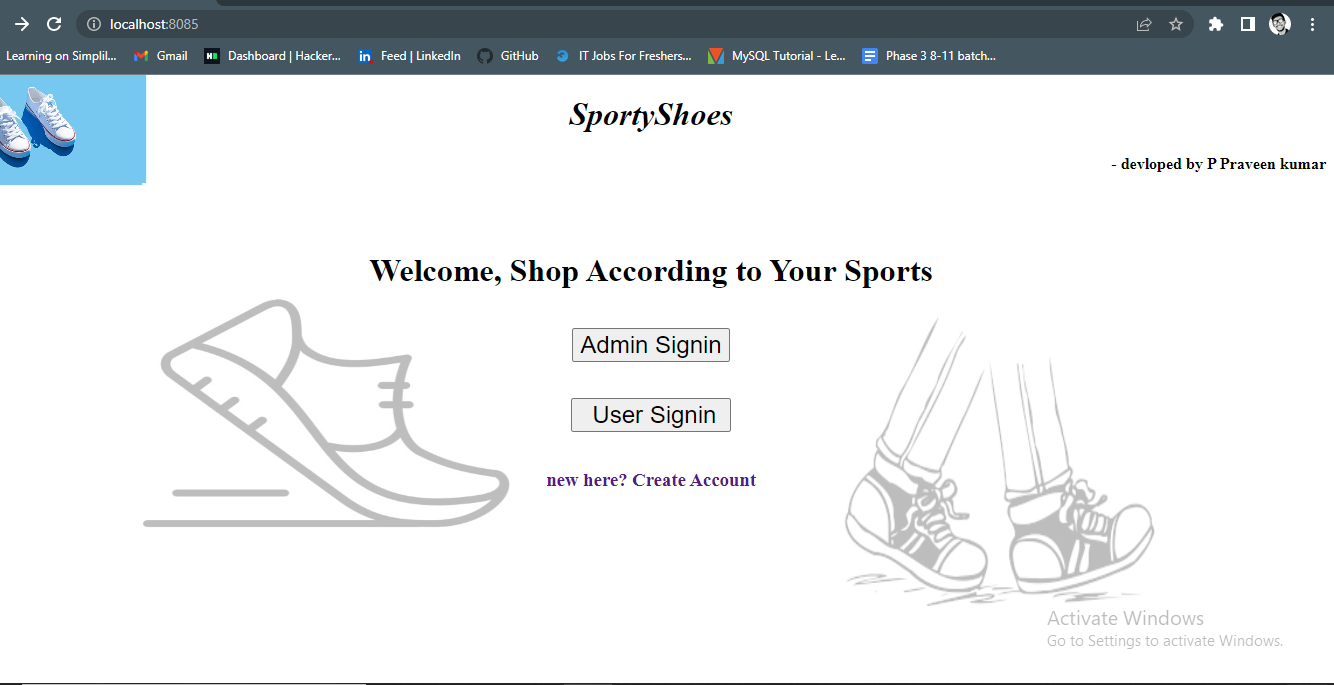 localhost:8085
Learning on Simplil... Gmail Dashboard | Hacker... Feed | LinkedIn GitHub IT Jobs For Freshers... MySQL Tutorial - Le... Phase 3 8-11 batch...
SportyShoes
- devloped by P Praveen kumar
Welcome, Shop According to Your Sports
Admin Signin
User Signin
new here? Create Account
Activate Windows
Go to Settings to activate Windows.